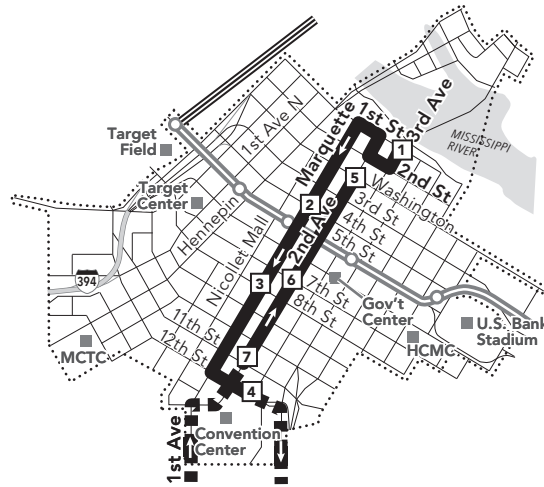 1st Ave N
Marquette
1st St
3rd Ave
MISSISSIPPI
RIVER
1
2nd St
Target
Field
5
Washington
Target
Center
Hennepin
2
2nd Ave
3rd St
4th St
5th St
Nicollet Mall
394
3
6
7th St
8th St
Gov't
Center
U.S. Bank
Stadium
HCMC
11th St
12th St
MCTC
7
4
1st Ave
Convention
Center